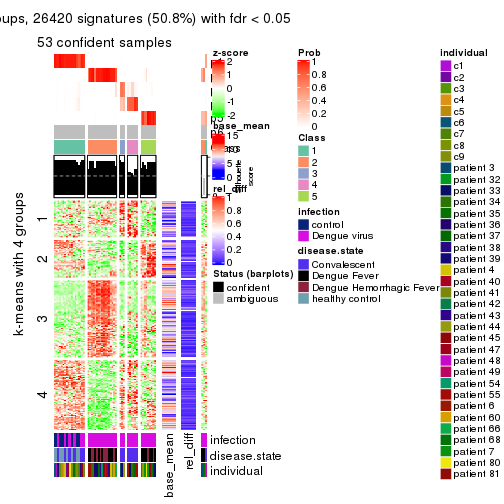 oups, 26420 signatures (50.8%) with fdr < 0.05
53 confident samples
k-means with 4 groups
1
2
3
4
z-score
2
1
0
-1
-2
base_mean
15
10
5
0
rel_diff
1
0.8
0.6
0.4
0.2
0
Status (barplots)
confident
ambiguous
silhouette
score
infection
disease.state
individual
base_mean
rel_diff
Prob
1
0.8
0.6
0.4
0.2
0
Class
1
2
3
4
5
infection
control
Dengue virus
disease.state
Convalescent
Dengue Fever
Dengue Hemorrhagic Fever
healthy control
individual
c1
c2
c3
c4
c5
c6
c7
c8
c9
patient 3
patient 32
patient 33
patient 34
patient 35
patient 36
patient 37
patient 38
patient 39
patient 4
patient 40
patient 41
patient 42
patient 43
patient 44
patient 45
patient 47
patient 48
patient 49
patient 54
patient 55
patient 6
patient 60
patient 66
patient 68
patient 7
patient 80
patient 81